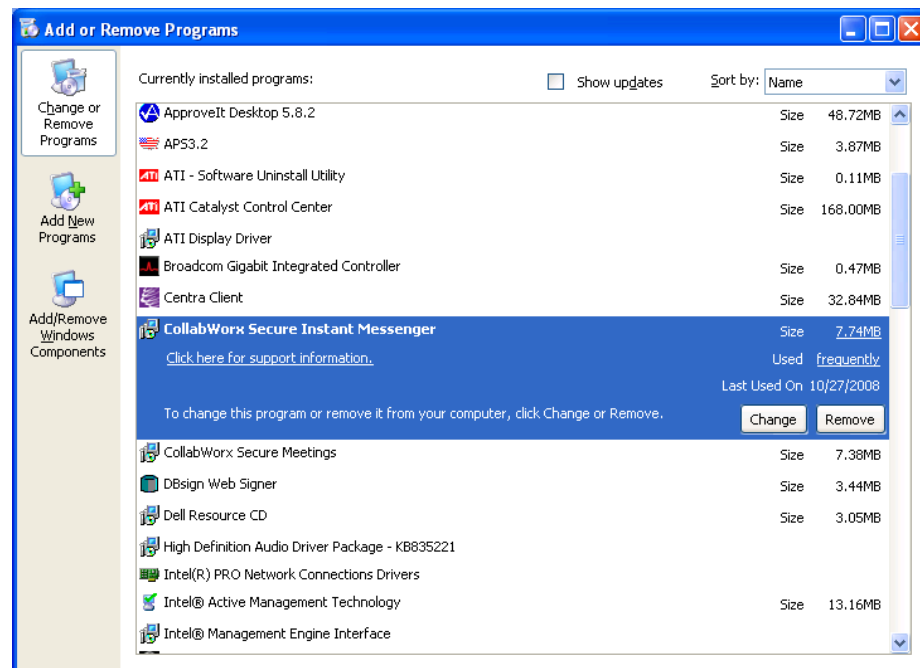 Add or Remove Programs
Change or
Remove
Programs
Add New
Programs
Add/Remove
Windows
Components
Currently installed programs:
Show updates
Sort by: Name
ApproveIt Desktop 5.8.2 Size 48.72MB
APS3.2 Size 3.87MB
ATI - Software Uninstall Utility Size 0.11MB
ATI Catalyst Control Center Size 168.00MB
ATI Display Driver
Broadcom Gigabit Integrated Controller Size 0.47MB
Centra Client Size 32.84MB
CollabWorx Secure Instant Messenger Size 7.74MB
Click here for support information. Used frequently
Last Used On 10/27/2008
To change this program or remove it from your computer, click Change or Remove. Change Remove
CollabWorx Secure Meetings Size 7.38MB
DBsign Web Signer Size 3.44MB
Dell Resource CD Size 3.05MB
High Definition Audio Driver Package - KB835221
Intel(R) PRO Network Connections Drivers
Intel® Active Management Technology Size 13.16MB
Intel® Management Engine Interface